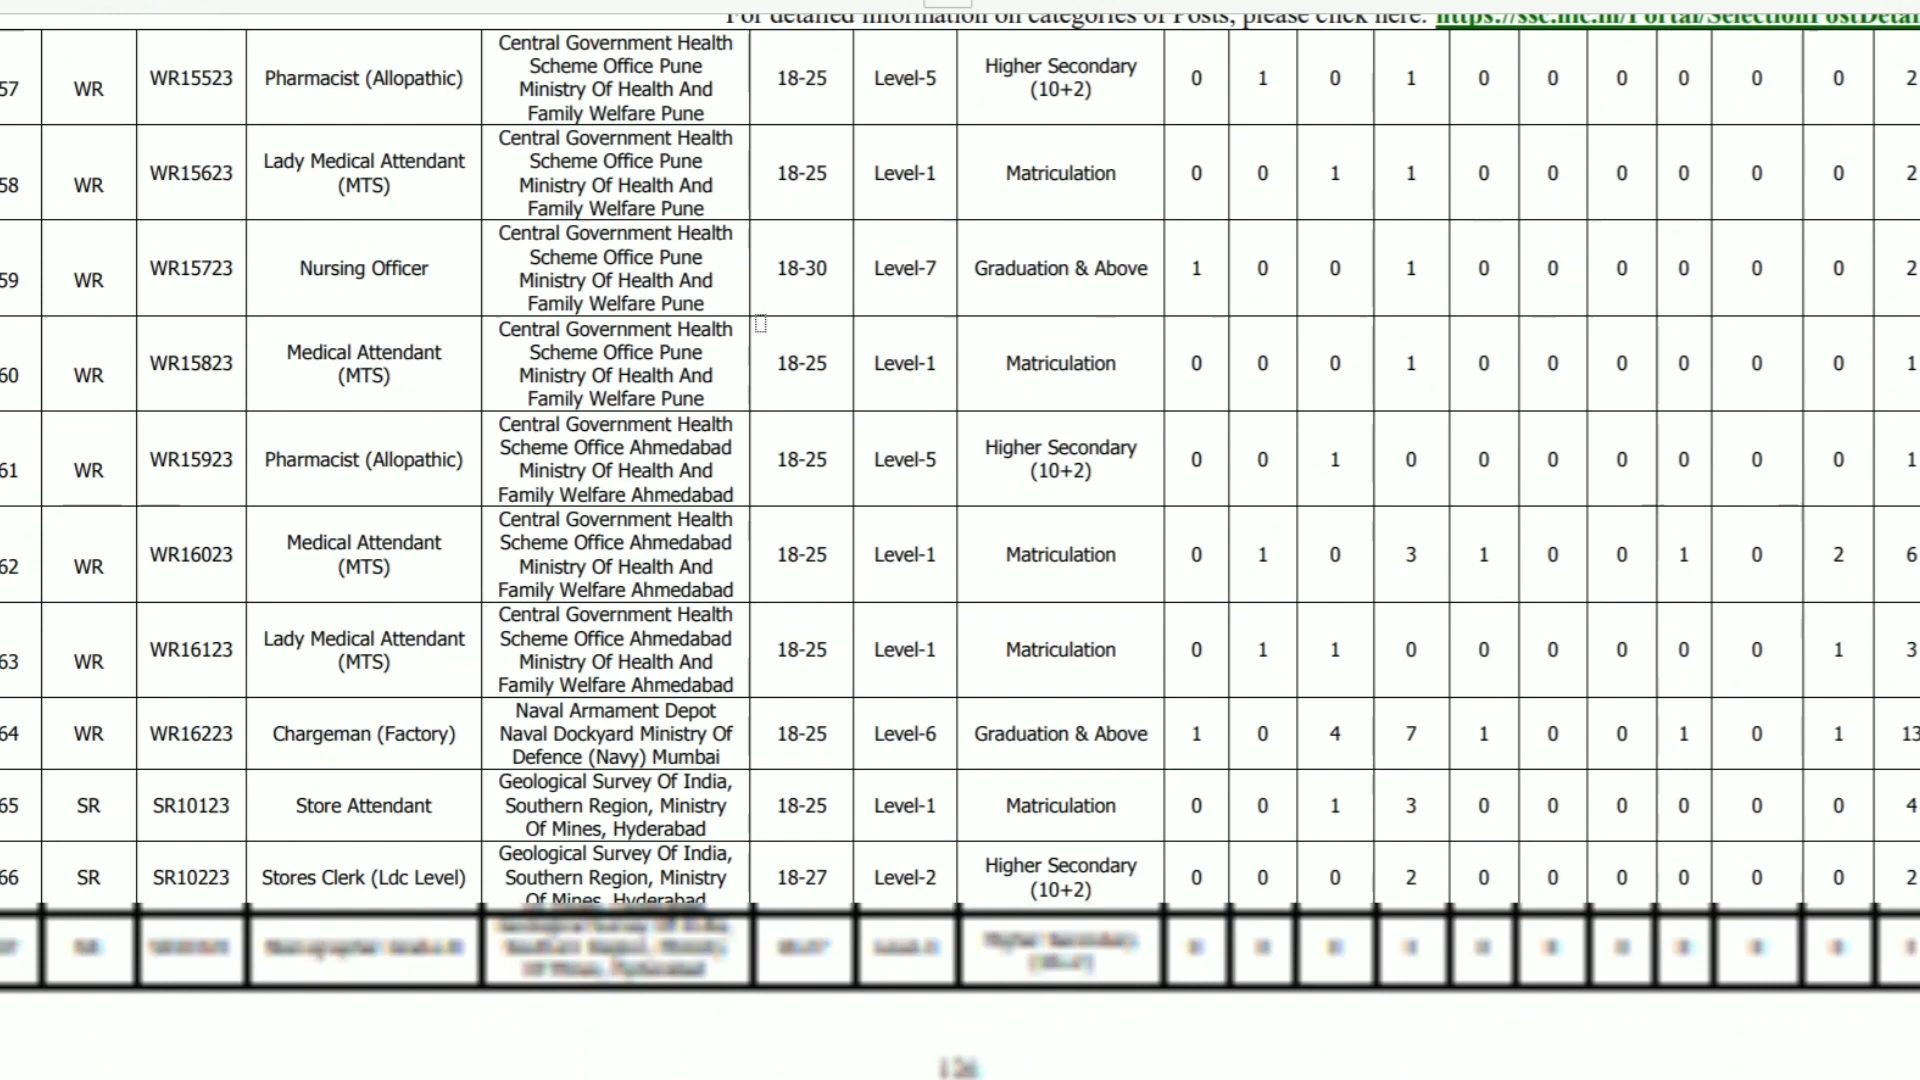 For detailed information on categories of Posts, please click here.
57 WR WR15523 Pharmacist (Allopathic) Central Government Health Scheme Office Pune Ministry Of Health And Family Welfare Pune 18-25 Level-5 Higher Secondary (10+2) 0 1 0 1 0 0 0 0 0 0 2
58 WR WR15623 Lady Medical Attendant (MTS) Central Government Health Scheme Office Pune Ministry Of Health And Family Welfare Pune 18-25 Level-1 Matriculation 0 0 1 1 0 0 0 0 0 0 2
59 WR WR15723 Nursing Officer Central Government Health Scheme Office Pune Ministry Of Health And Family Welfare Pune 18-30 Level-7 Graduation & Above 1 0 0 1 0 0 0 0 0 0 2
60 WR WR15823 Medical Attendant (MTS) Central Government Health Scheme Office Pune Ministry Of Health And Family Welfare Pune 18-25 Level-1 Matriculation 0 0 0 1 0 0 0 0 0 0 1
61 WR WR15923 Pharmacist (Allopathic) Central Government Health Scheme Office Ahmedabad Ministry Of Health And Family Welfare Ahmedabad 18-25 Level-5 Higher Secondary (10+2) 0 0 1 0 0 0 0 0 0 0 1
62 WR WR16023 Medical Attendant (MTS) Central Government Health Scheme Office Ahmedabad Ministry Of Health And Family Welfare Ahmedabad 18-25 Level-1 Matriculation 0 1 0 3 1 0 0 1 0 2 6
63 WR WR16123 Lady Medical Attendant (MTS) Central Government Health Scheme Office Ahmedabad Ministry Of Health And Family Welfare Ahmedabad 18-25 Level-1 Matriculation 0 1 1 0 0 0 0 0 0 1 3
64 WR WR16223 Chargeman (Factory) Naval Armament Depot Naval Dockyard Ministry Of Defence (Navy) Mumbai 18-25 Level-6 Graduation & Above 1 0 4 7 1 0 0 1 0 1 13
65 SR SR10123 Store Attendant Geological Survey Of India, Southern Region, Ministry Of Mines, Hyderabad 18-25 Level-1 Matriculation 0 0 1 3 0 0 0 0 0 0 4
66 SR SR10223 Stores Clerk (Ldc Level) Geological Survey Of India, Southern Region, Ministry Of Mines, Hyderabad 18-27 Level-2 Higher Secondary (10+2) 0 0 0 2 0 0 0 0 0 0 2